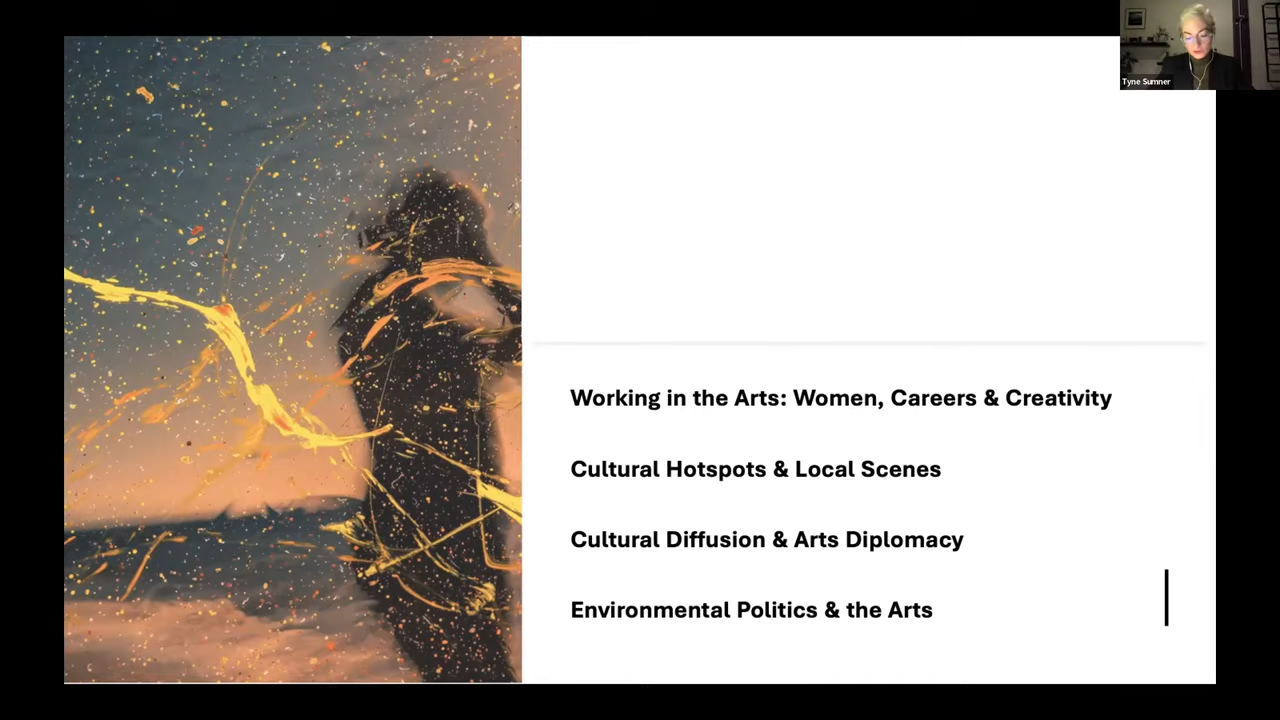 Tyne Sumner
Working in the Arts: Women, Careers & Creativity
Cultural Hotspots & Local Scenes
Cultural Diffusion & Arts Diplomacy
Environmental Politics & the Arts